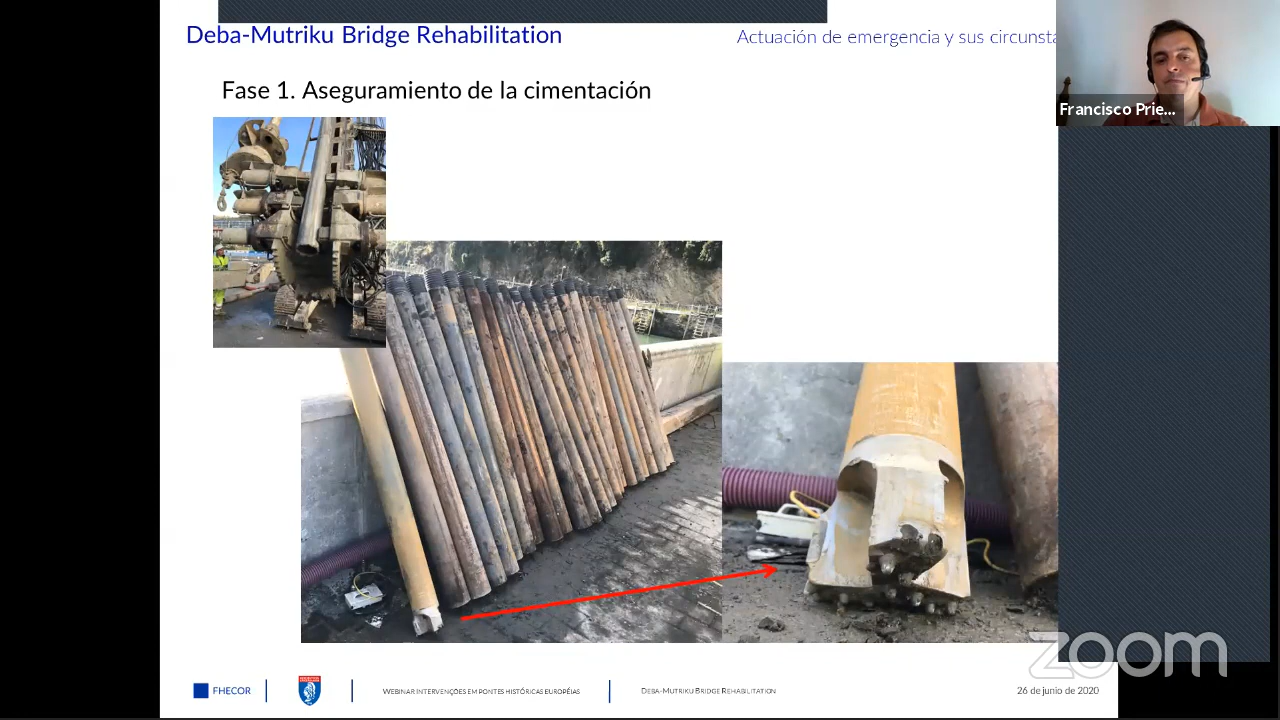 Deba-Mutriku Bridge Rehabilitation
Actuación de emergencia y sus circunsta
Francisco Prie...
Fase 1. Aseguramiento de la cimentación
zoom
FHECOR
WEBINAR INTERVENÇÕES EM PONTES HISTÓRICAS EUROPÉIAS
DEBA-MUTRIKU BRIDGE REHABILITATION
26 de junio de 2020